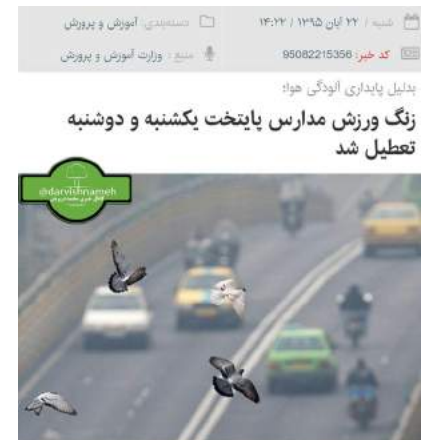 شنبه / ۲۲ آبان ۱۳۹۵ / ۱۴:۲۲
دسته‌بندی: آموزش و پرورش
کد خبر: 95082215356
منبع: وزارت آموزش و پرورش
بدلیل پایداری آلودگی هوا؛
زنگ ورزش مدارس پایتخت یکشنبه و دوشنبه
تعطیل شد
@darvishnameh